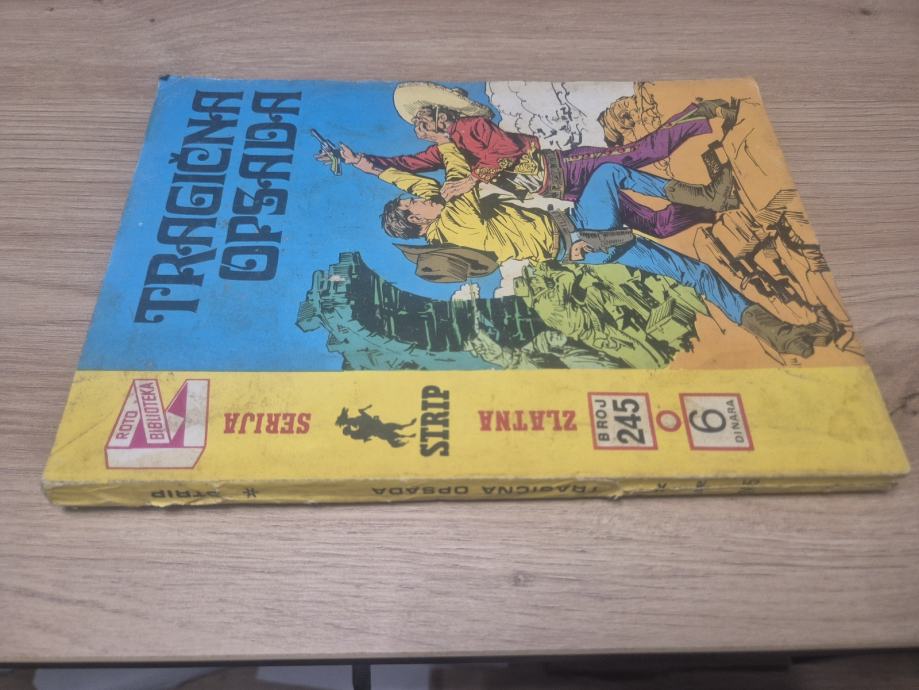 TRAGIČNA
OPSADA
ROTO
BIBLIOTEKA
SERIJA
STRIP
ZLATNA
BROJ
245
6
DINARA
STRIP
*
TRAGIČNA OPSADA